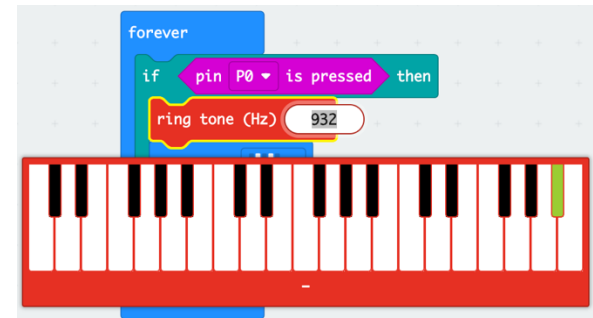 forever
if pin P0 is pressed then
ring tone (Hz) 932
-